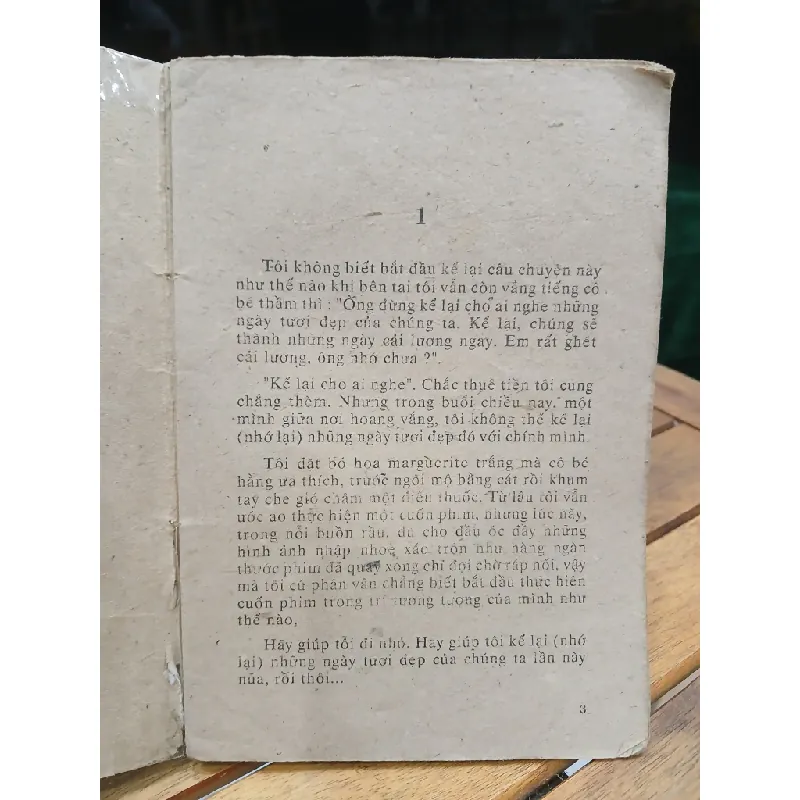 1
Tôi không biết bắt đầu kể lại câu chuyện này
như thế nào khi bên tai tôi vẫn còn vẳng tiếng cô
bé thầm thì : "Ông đừng kể lại cho ai nghe những
ngày tươi đẹp của chúng ta. Kể lại, chúng sẽ
thành những ngày cải lương ngay. Em rất ghét
cải lương, ông nhớ chưa ?".
"Kể lại cho ai nghe". Chắc thuê tiền tôi cũng
chẳng thèm. Nhưng trong buổi chiều nay, một
mình giữa nơi hoang vắng, tôi không thể kể lại
(nhớ lại) những ngày tươi đẹp đó với chính mình
Tôi đặt bó hoa marguerite trắng mà cô bé
hằng ưa thích, trước ngôi mộ bằng cát rồi khum
tay che gió châm một điếu thuốc. Từ lâu tôi vẫn
ước ao thực hiện một cuốn phim, nhưng lúc này,
trong nỗi buồn rầu, dù cho đầu óc đầy những
hình ảnh nhập nhoè xáo trộn như hàng ngàn
thước phim đã quay xong chỉ đợi chờ ráp nối, vậy
mà tôi cứ phân vân chẳng biết bắt đầu thực hiện
cuốn phim trong trí tưởng tượng của mình như
thế nào,
Hãy giúp tôi đi nhỏ. Hãy giúp tôi kể lại (nhớ
lại) những ngày tươi đẹp của chúng ta lần này
nữa, rồi thôi...
3